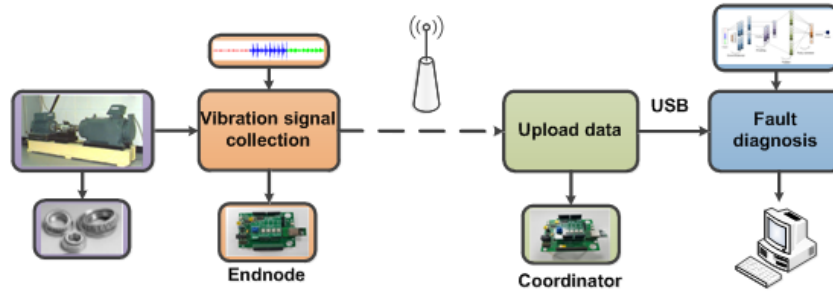 Vibration signal
collection
Upload data
USB
Fault
diagnosis
Endnode
Coordinator